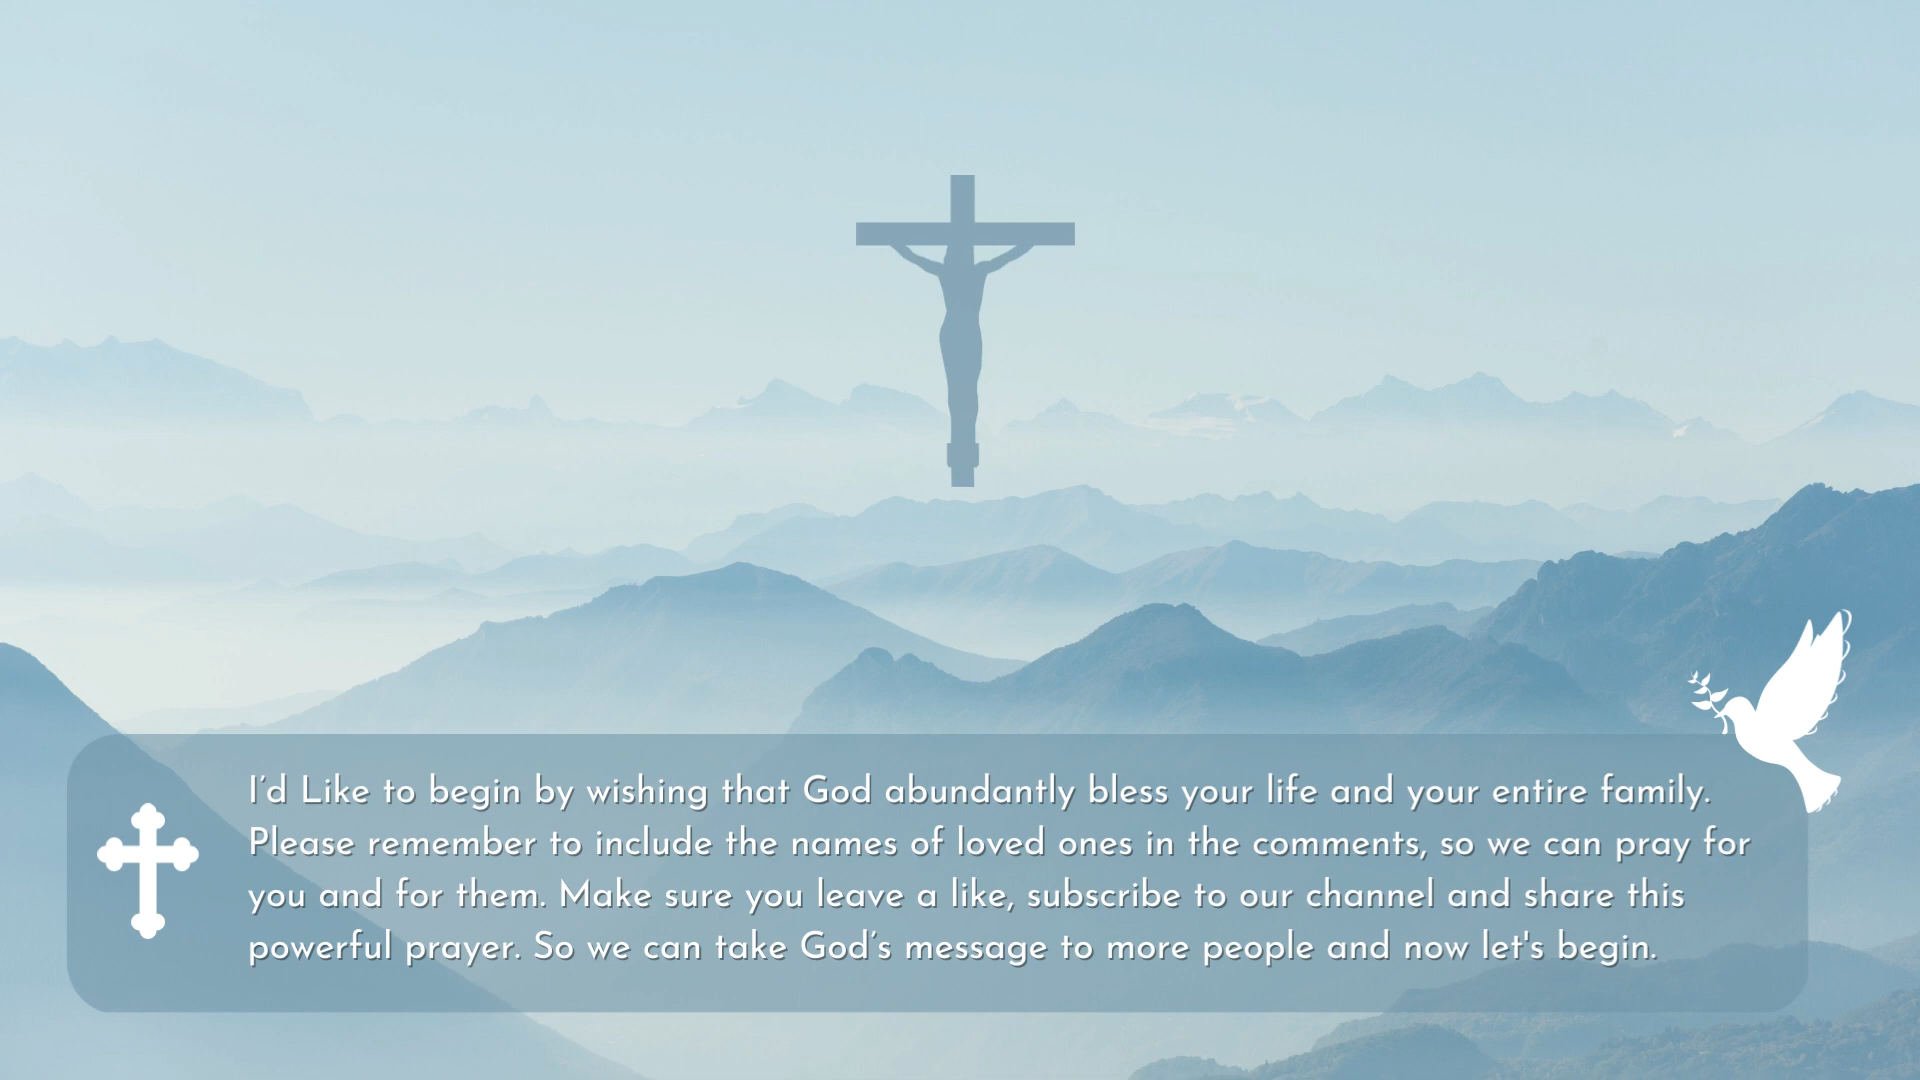 I’d Like to begin by wishing that God abundantly bless your life and your entire family.
Please remember to include the names of loved ones in the comments, so we can pray for
you and for them. Make sure you leave a like, subscribe to our channel and share this
powerful prayer. So we can take God’s message to more people and now let's begin.